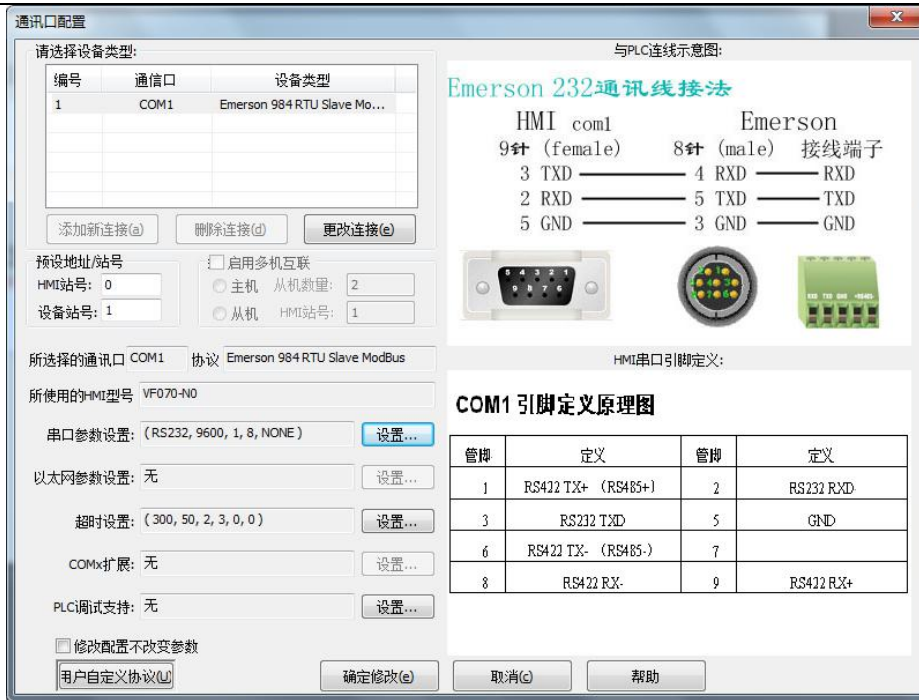 通讯口配置
请选择设备类型:
编号 通信口 设备类型
1 COM1 Emerson 984 RTU Slave Mo...
添加新连接(a) 删除连接(d) 更改连接(e)
预设地址/站号
HMI站号: 0
设备站号: 1
启用多机互联
主机 从机数量: 2
从机 HMI站号: 1
所选择的通讯口 COM1 协议 Emerson 984 RTU Slave ModBus
所使用的HMI型号 VF070-N0
串口参数设置: (RS232, 9600, 1, 8, NONE) 设置...
以太网参数设置: 无 设置...
超时设置: (300, 50, 2, 3, 0, 0) 设置...
COMx扩展: 无 设置...
PLC调试支持: 无 设置...
修改配置不改变参数
用户自定义协议(U) 确定修改(e) 取消(c) 帮助
与PLC连线示意图:
Emerson 232通讯线接法
HMI com1 Emerson
9针 (female) 8针 (male) 接线端子
3 TXD 4 RXD RXD
2 RXD 5 TXD TXD
5 GND 3 GND GND
5 4 3 2 1
9 8 7 6
HMI串口引脚定义:
COM1 引脚定义原理图
管脚 定义 管脚 定义
1 RS422 TX+ (RS485+) 2 RS232 RXD
3 RS232 TXD 5 GND
6 RS422 TX- (RS485-) 7
8 RS422 RX- 9 RS422 RX+